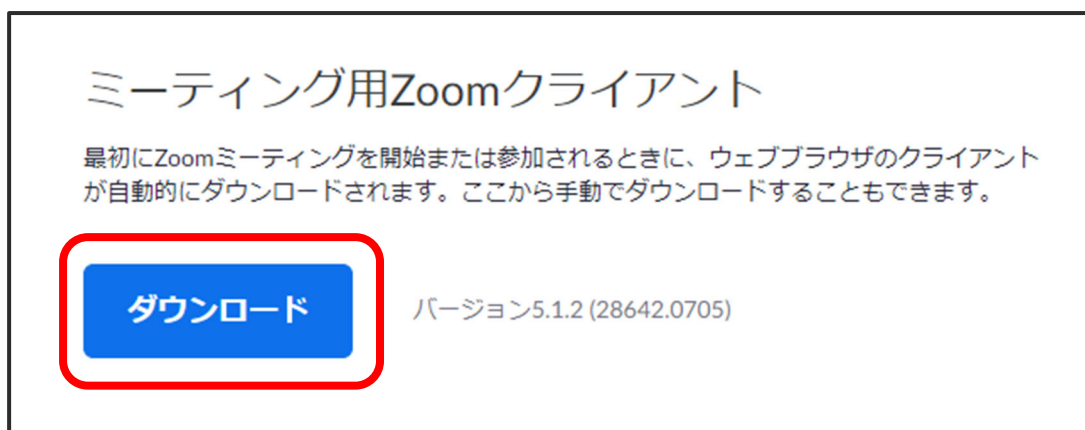 ミーティング用Zoomクライアント
最初にZoomミーティングを開始または参加されるときに、ウェブブラウザのクライアント
が自動的にダウンロードされます。ここから手動でダウンロードすることもできます。
ダウンロード
バージョン5.1.2 (28642.0705)